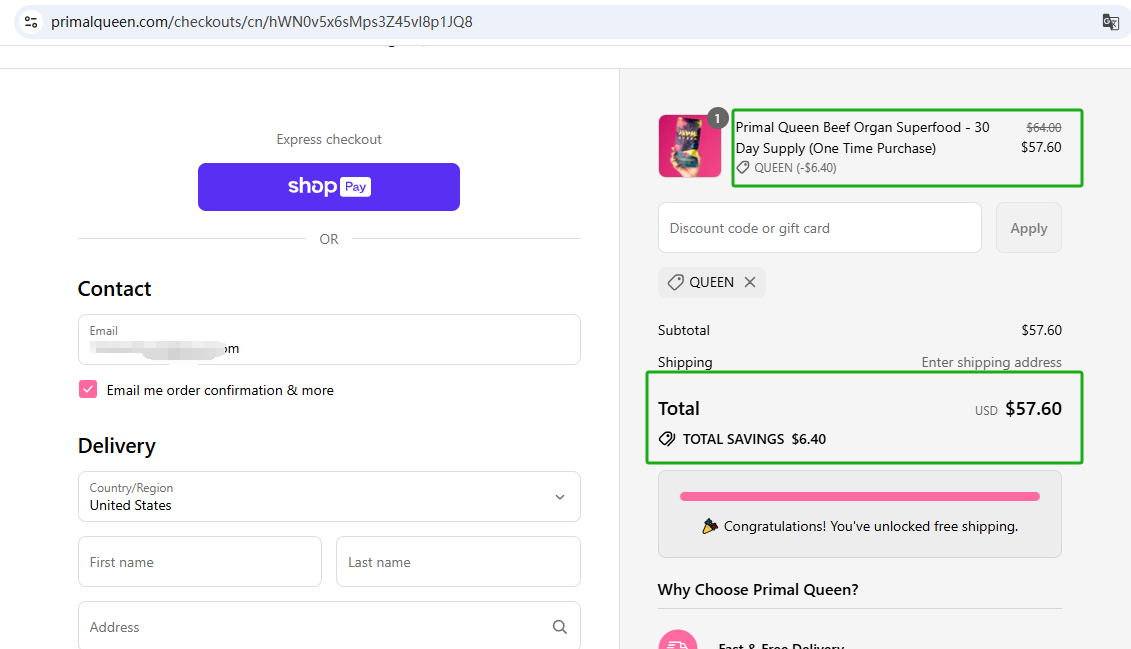 primalqueen.com/checkouts/cn/hWN0v5x6sMps3Z45vI8p1JQ8
Express checkout
shop Pay
OR
Contact
Email
om
Email me order confirmation & more
Delivery
Country/Region
United States
First name
Last name
Address
1
Primal Queen Beef Organ Superfood - 30 $64.00
Day Supply (One Time Purchase) $57.60
QUEEN (-$6.40)
Discount code or gift card
Apply
QUEEN
Subtotal $57.60
Shipping Enter shipping address
Total USD $57.60
TOTAL SAVINGS $6.40
Congratulations! You've unlocked free shipping.
Why Choose Primal Queen?
Fast & Free Delivery